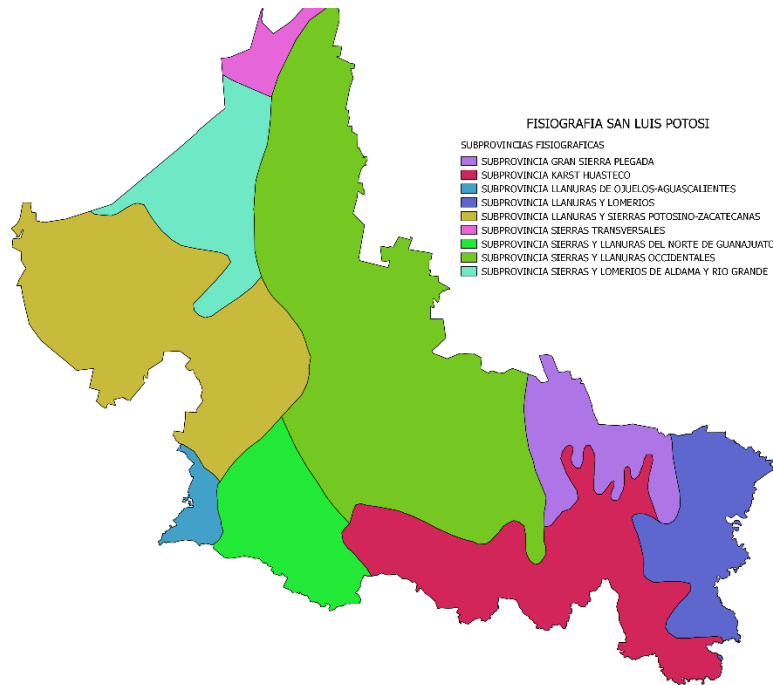 FISIOGRAFIA SAN LUIS POTOSI
SUBPROVINCIAS FISIOGRAFICAS
SUBPROVINCIA GRAN SIERRA PLEGADA
SUBPROVINCIA KARST HUASTECO
SUBPROVINCIA LLANURAS DE OJUELOS-AGUASCALIENTES
SUBPROVINCIA LLANURAS Y LOMERIOS
SUBPROVINCIA LLANURAS Y SIERRAS POTOSINO-ZACATECANAS
SUBPROVINCIA SIERRAS TRANSVERSALES
SUBPROVINCIA SIERRAS Y LLANURAS DEL NORTE DE GUANAJUATO
SUBPROVINCIA SIERRAS Y LLANURAS OCCIDENTALES
SUBPROVINCIA SIERRAS Y LOMERIOS DE ALDAMA Y RIO GRANDE